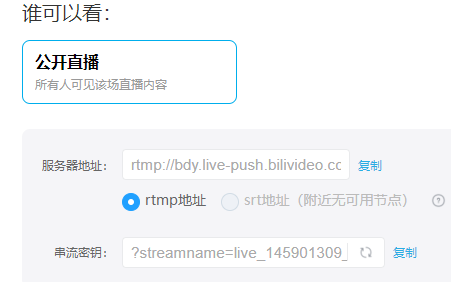 谁可以看：
公开直播
所有人可见该场直播内容
服务器地址： rtmp://bdy.live-push.bilivideo.cc 复制
rtmp地址 srt地址（附近无可用节点） ?
串流密钥： ?streamname=live_145901309_ 复制